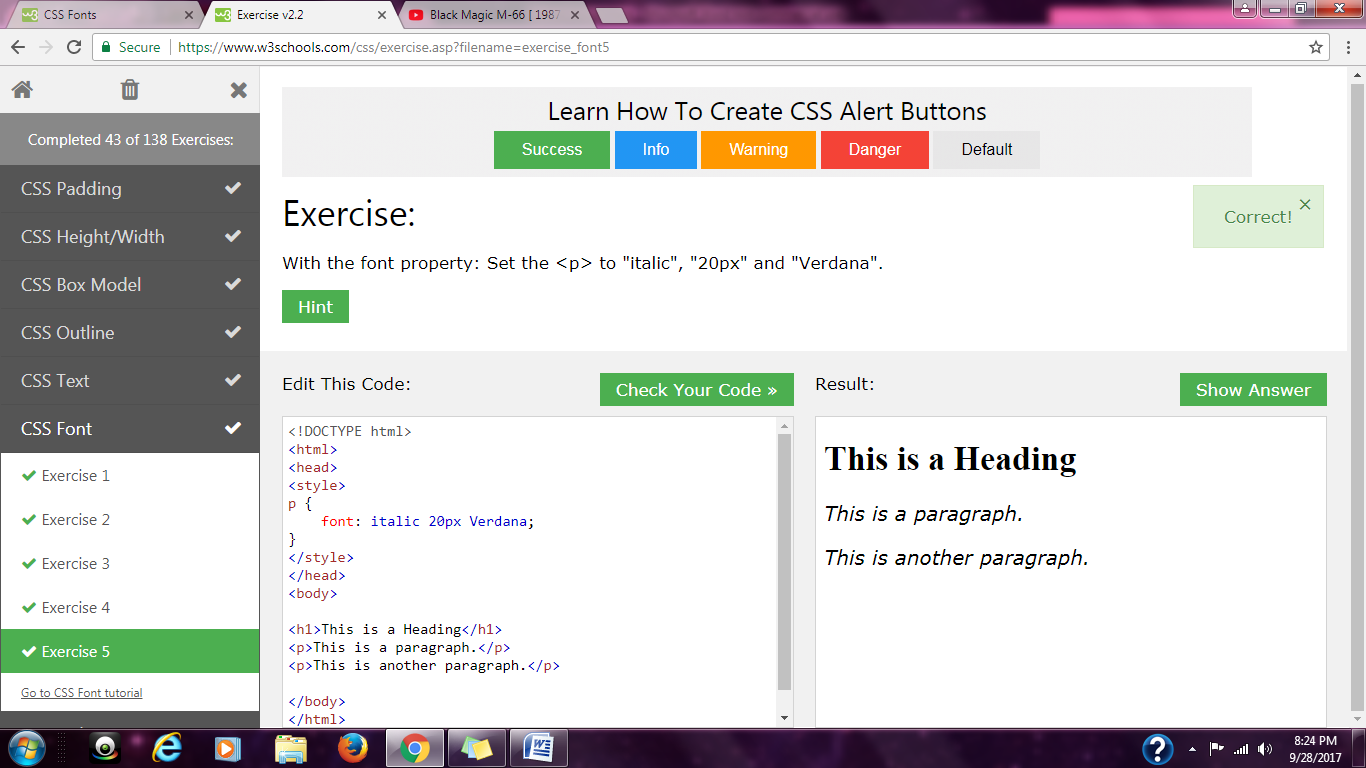 CSS Fonts
Exercise v2.2
Black Magic M-66 [ 1987
Secure
https://www.w3schools.com/css/exercise.asp?filename=exercise_font5
Completed 43 of 138 Exercises:
CSS Padding
CSS Height/Width
CSS Box Model
CSS Outline
CSS Text
CSS Font
Exercise 1
Exercise 2
Exercise 3
Exercise 4
Exercise 5
Go to CSS Font tutorial
Learn How To Create CSS Alert Buttons
Success Info Warning Danger Default
Exercise:
Correct!
With the font property: Set the <p> to "italic", "20px" and "Verdana".
Hint
Edit This Code:
Check Your Code »
<!DOCTYPE html>
<html>
<head>
<style>
p {
    font: italic 20px Verdana;
}
</style>
</head>
<body>
<h1>This is a Heading</h1>
<p>This is a paragraph.</p>
<p>This is another paragraph.</p>
</body>
</html>
Result:
Show Answer
This is a Heading
This is a paragraph.
This is another paragraph.
8:24 PM
9/28/2017